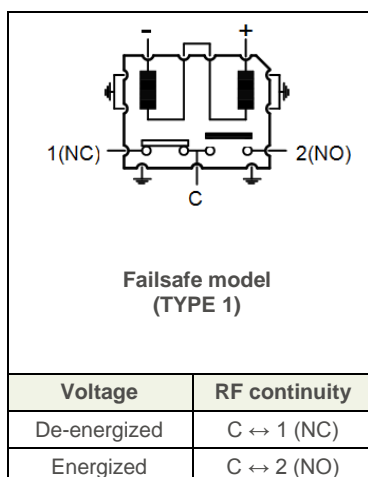 - +
1(NC) 2(NO)
C
Failsafe model
(TYPE 1)
Voltage RF continuity
De-energized C ↔ 1 (NC)
Energized C ↔ 2 (NO)